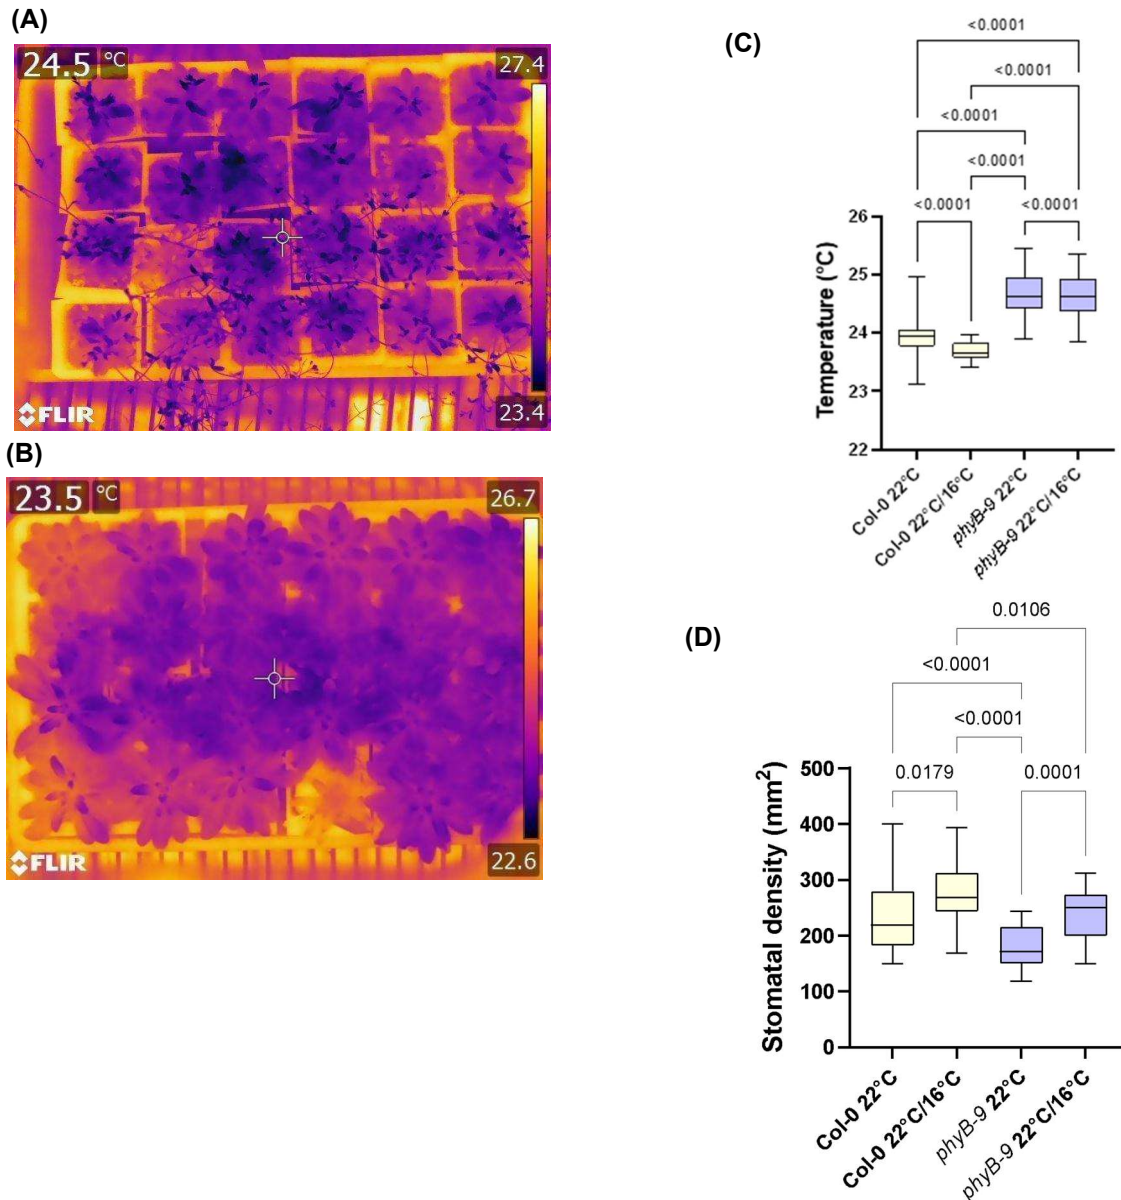 (A)
24.5 °C
27.4
23.4
FLIR
(B)
23.5 °C
26.7
22.6
FLIR
(C)
<0.0001
<0.0001
<0.0001
<0.0001
<0.0001 <0.0001
Temperature (°C)
26
25
24
23
22
Col-0 22°C
Col-0 22°C/16°C
phyB-9 22°C
phyB-9 22°C/16°C
(D)
0.0106
<0.0001
<0.0001
0.0179 0.0001
Stomatal density (mm²)
500
400
300
200
100
0
Col-0 22°C
Col-0 22°C/16°C
phyB-9 22°C
phyB-9 22°C/16°C